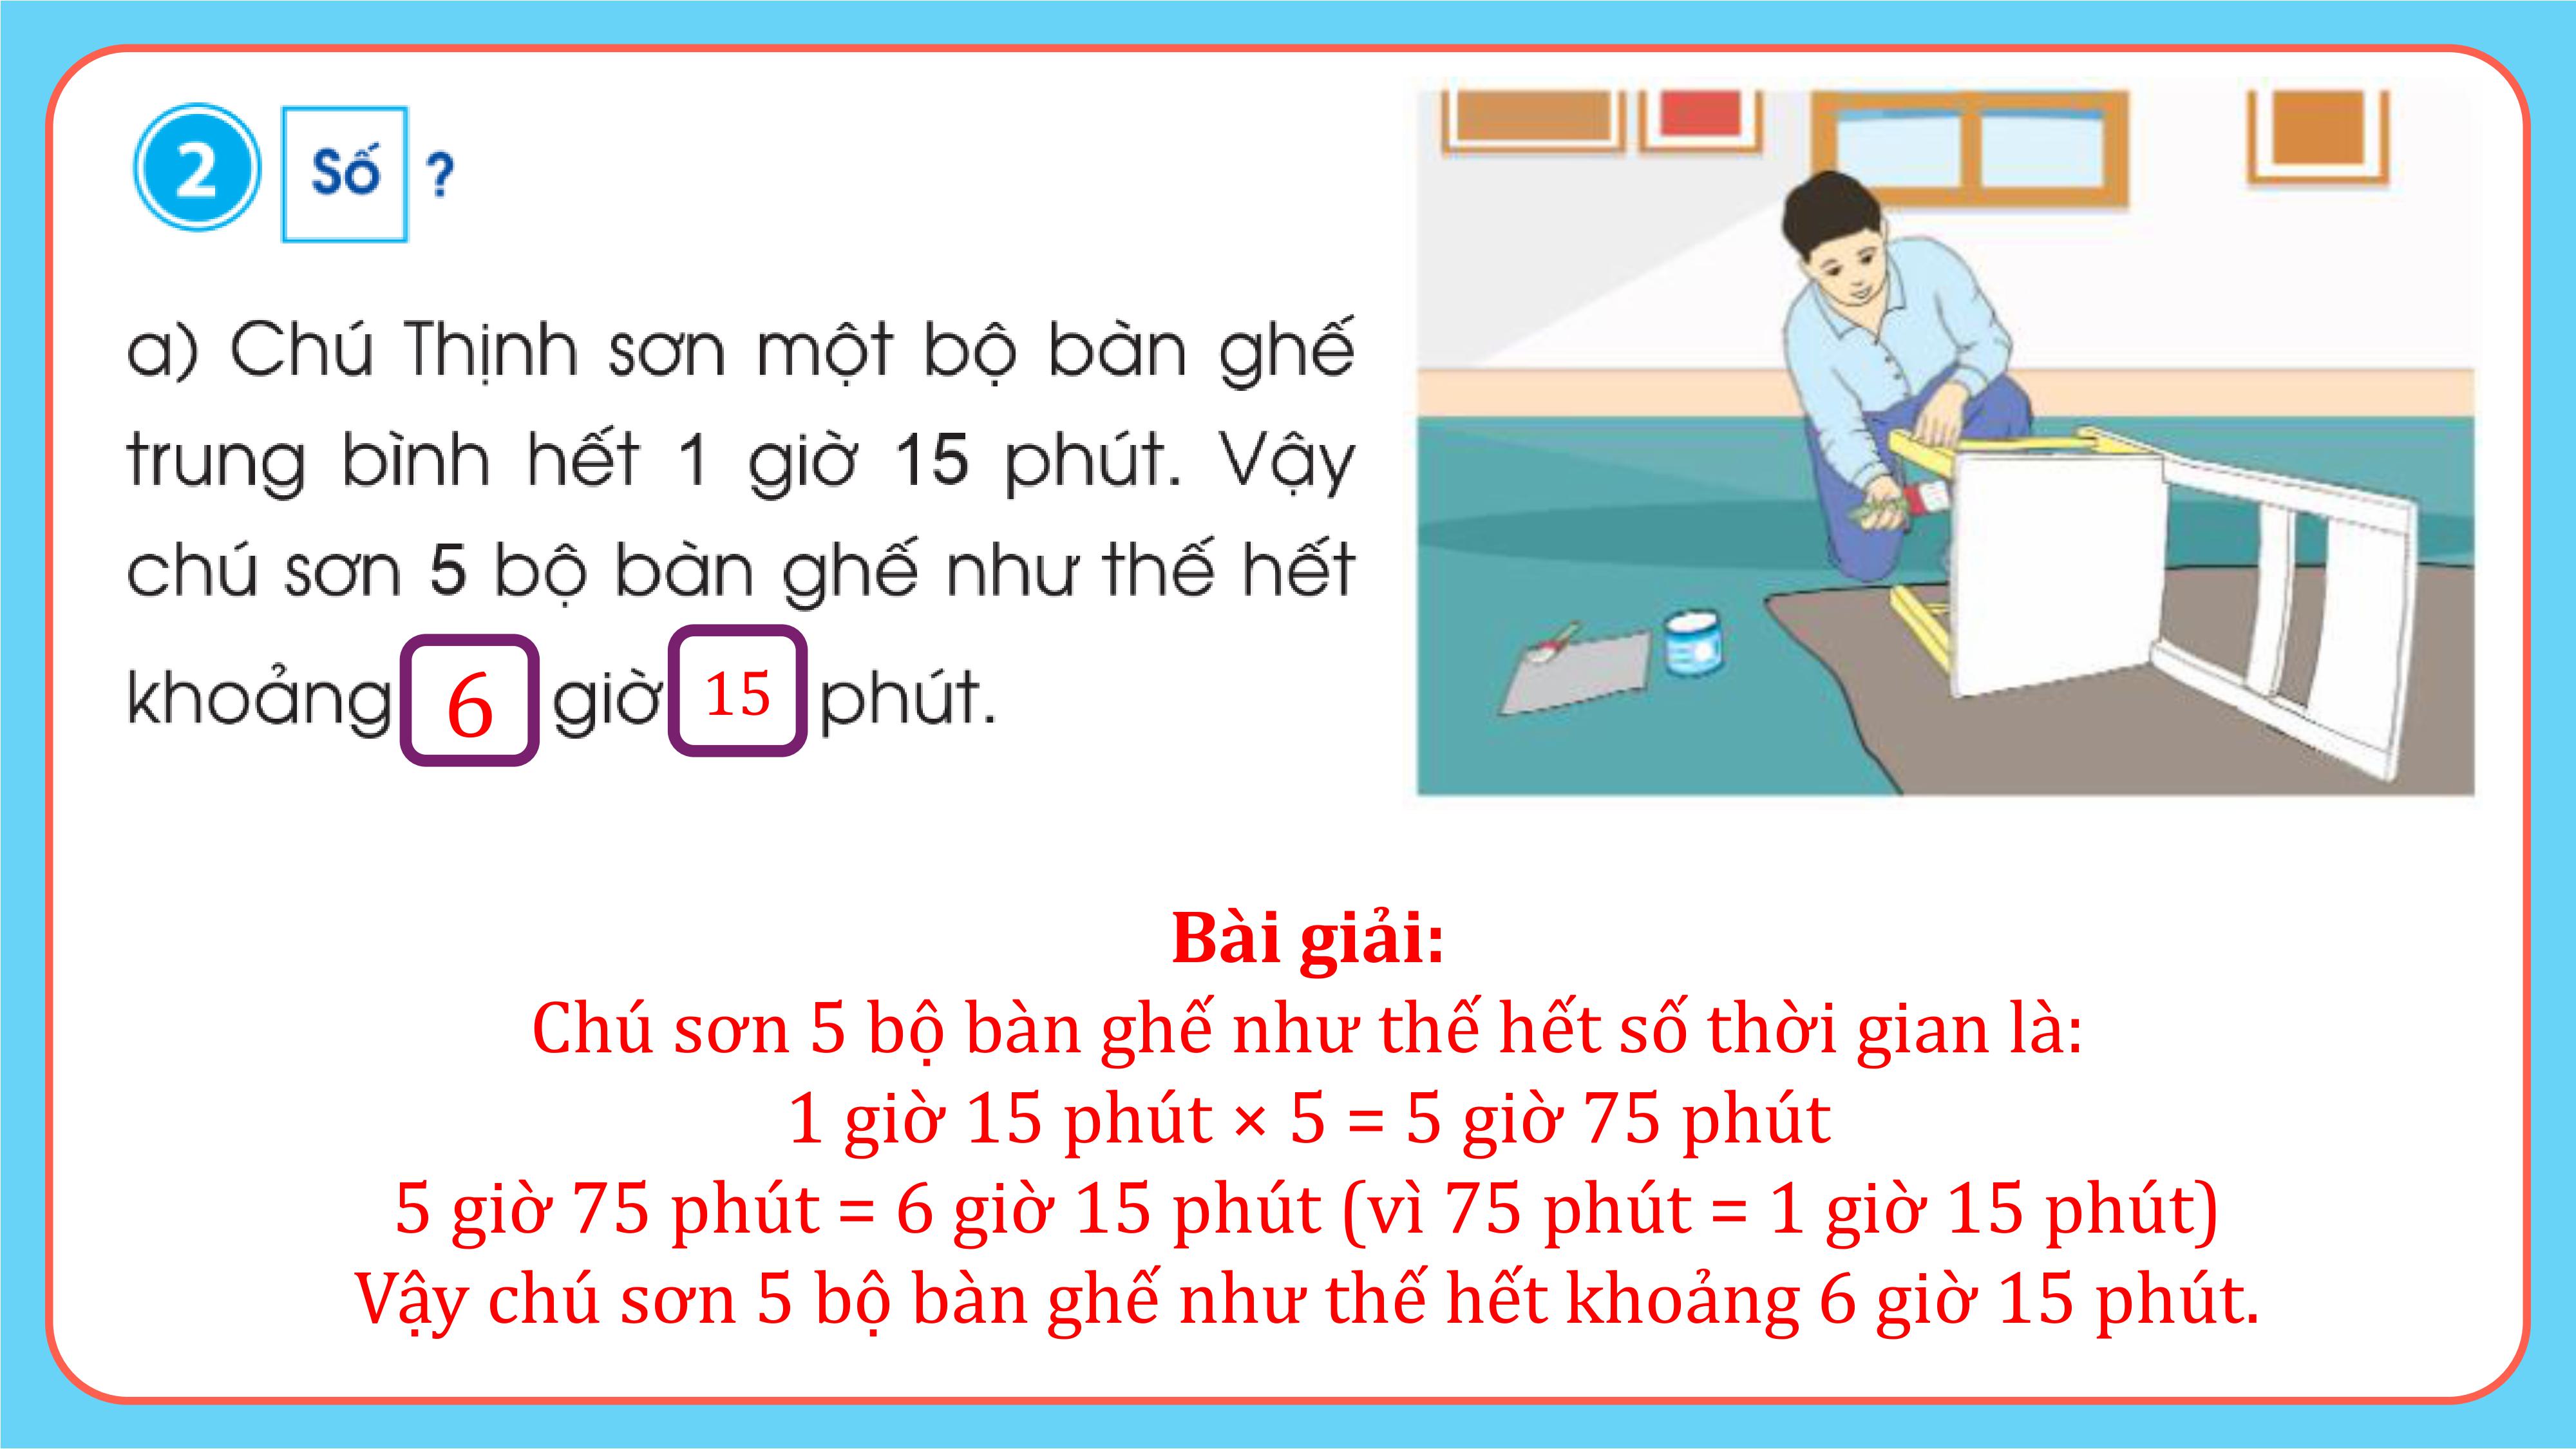 2 Số ?
a) Chú Thịnh sơn một bộ bàn ghế
trung bình hết 1 giờ 15 phút. Vậy
chú sơn 5 bộ bàn ghế như thế hết
khoảng 6 giờ 15 phút.
Bài giải:
Chú sơn 5 bộ bàn ghế như thế hết số thời gian là:
1 giờ 15 phút × 5 = 5 giờ 75 phút
5 giờ 75 phút = 6 giờ 15 phút (vì 75 phút = 1 giờ 15 phút)
Vậy chú sơn 5 bộ bàn ghế như thế hết khoảng 6 giờ 15 phút.